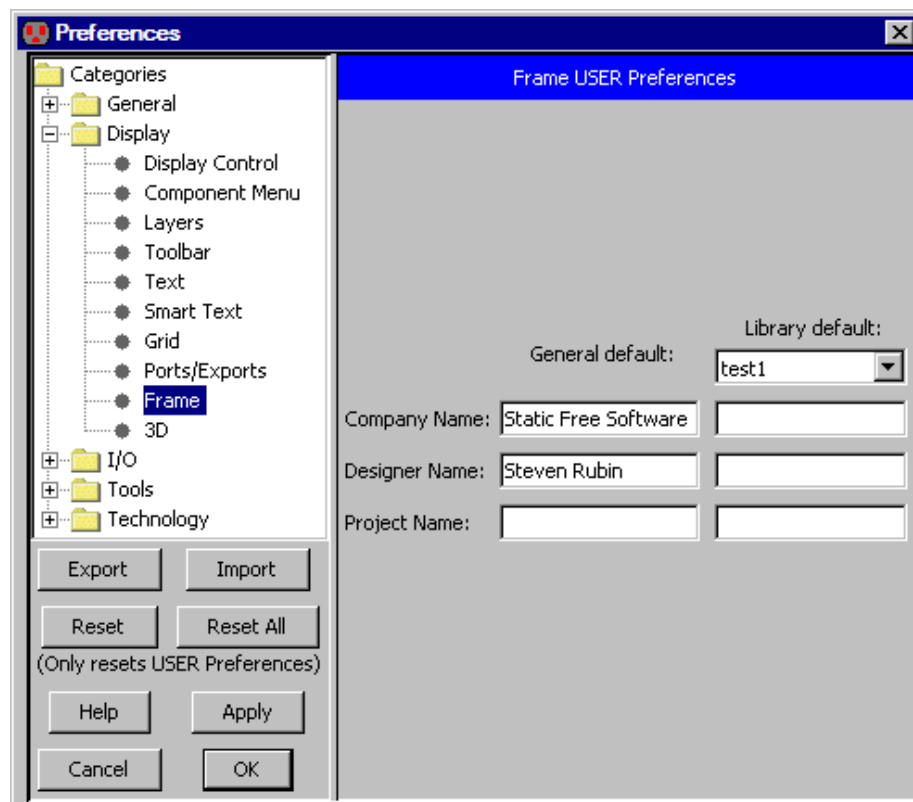 Preferences
Categories
General
Display
Display Control
Component Menu
Layers
Toolbar
Text
Smart Text
Grid
Ports/Exports
Frame
3D
I/O
Tools
Technology
Export Import
Reset Reset All
(Only resets USER Preferences)
Help Apply
Cancel OK
Frame USER Preferences
Library default:
General default:
test1
Company Name: Static Free Software
Designer Name: Steven Rubin
Project Name: